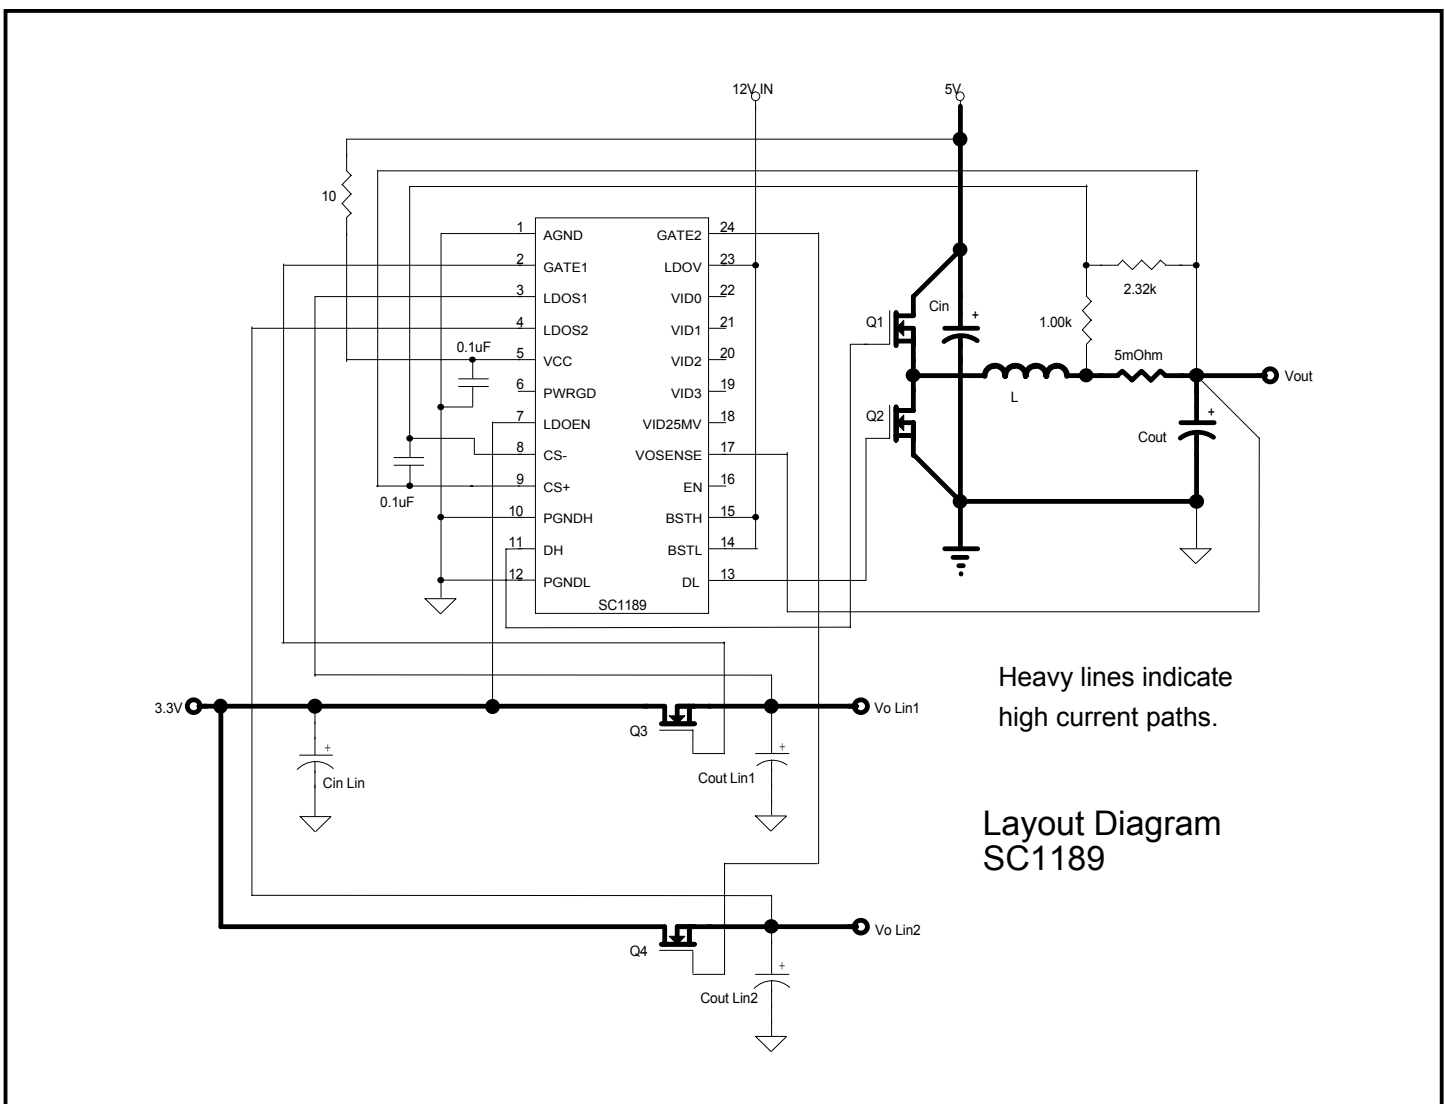 12V IN
5V
10
1 AGND GATE2 24
2 GATE1 LDOV 23
3 LDOS1 VID0 22
4 LDOS2 VID1 21
5 VCC VID2 20
6 PWRGD VID3 19
7 LDOEN VID25MV 18
8 CS- VOSENSE 17
9 CS+ EN 16
10 PGNDH BSTH 15
11 DH BSTL 14
12 PGNDL DL 13
SC1189
0.1uF
0.1uF
Q1
Cin
+
2.32k
1.00k
5mOhm
L
Vout
Q2
+
Cout
Heavy lines indicate
high current paths.
3.3V
+
Cin Lin
Q3
Vo Lin1
+
Cout Lin1
Layout Diagram
SC1189
Q4
Vo Lin2
+
Cout Lin2